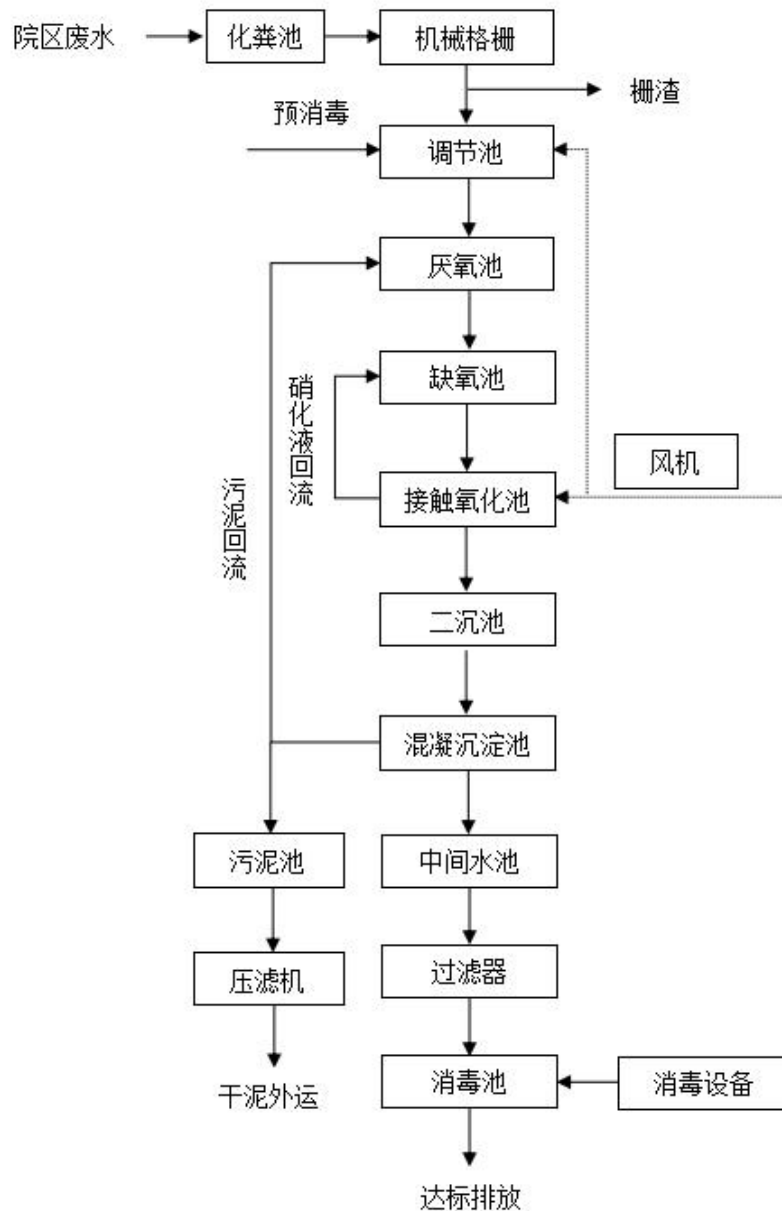 院区废水
化粪池
机械格栅
栅渣
预消毒
调节池
厌氧池
缺氧池
硝化液回流
风机
接触氧化池
污泥回流
二沉池
混凝沉淀池
污泥池
中间水池
压滤机
过滤器
干泥外运
消毒池
消毒设备
达标排放